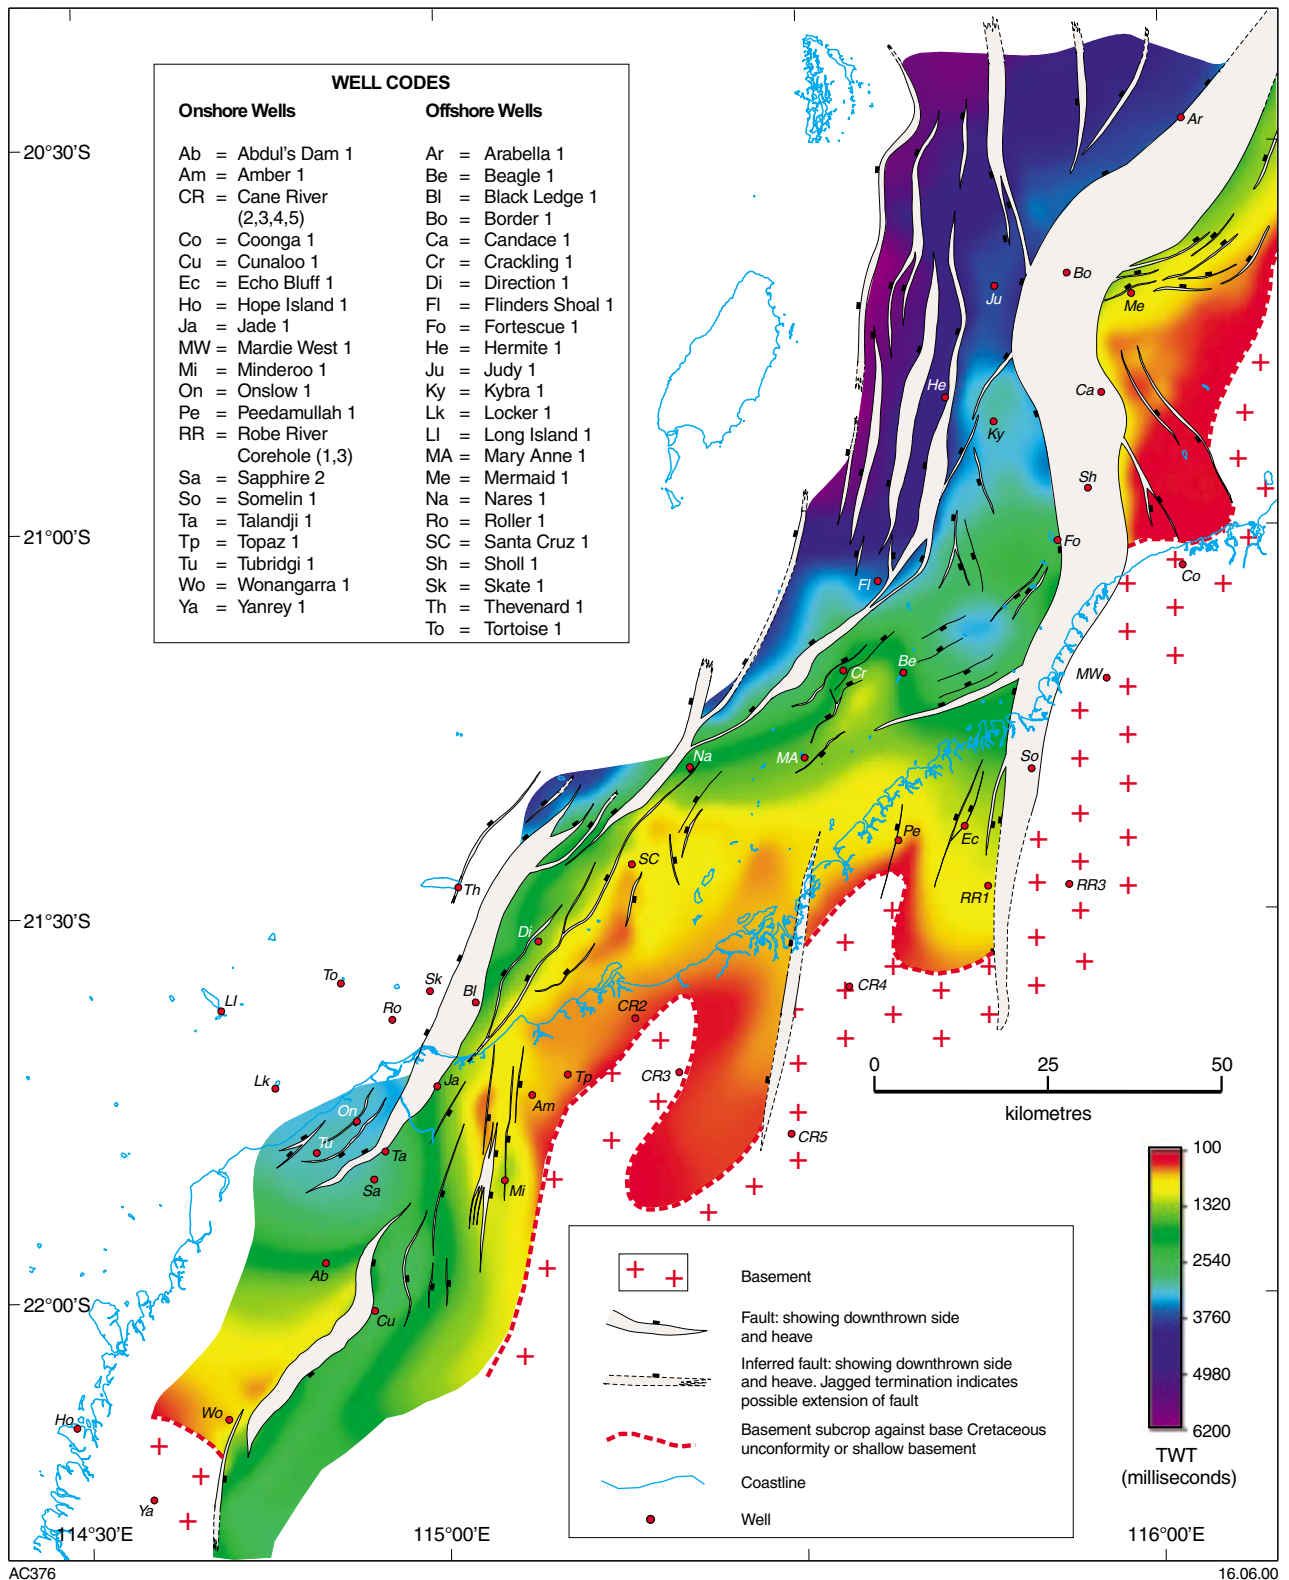 WELL CODES
Onshore Wells
Ab = Abdul's Dam 1
Am = Amber 1
CR = Cane River
(2,3,4,5)
Co = Coonga 1
Cu = Cunaloo 1
Ec = Echo Bluff 1
Ho = Hope Island 1
Ja = Jade 1
MW = Mardie West 1
Mi = Minderoo 1
On = Onslow 1
Pe = Peedamullah 1
RR = Robe River
Corehole (1,3)
Sa = Sapphire 2
So = Somelin 1
Ta = Talandji 1
Tp = Topaz 1
Tu = Tubridgi 1
Wo = Wonangarra 1
Ya = Yanrey 1
Offshore Wells
Ar = Arabella 1
Be = Beagle 1
Bl = Black Ledge 1
Bo = Border 1
Ca = Candace 1
Cr = Crackling 1
Di = Direction 1
Fl = Flinders Shoal 1
Fo = Fortescue 1
He = Hermite 1
Ju = Judy 1
Ky = Kybra 1
Lk = Locker 1
LI = Long Island 1
MA = Mary Anne 1
Me = Mermaid 1
Na = Nares 1
Ro = Roller 1
SC = Santa Cruz 1
Sh = Sholl 1
Sk = Skate 1
Th = Thevenard 1
To = Tortoise 1
20°30'S
21°00'S
21°30'S
22°00'S
Ar
Bo
Ju
Me
He
Ca
Ky
Sh
Fo
Fl
Co
Cr
Be
MW
Na
MA
So
Pe
Ec
SC
Th
RR1
RR3
Di
To
Sk
Bl
LI
Ro
CR4
CR2
Lk
Ja
Tp
CR3
Am
On
Tu
Ta
CR5
Sa
Mi
Ab
Cu
Wo
Ho
Ya
0 25 50
kilometres
100
1320
2540
3760
4980
6200
TWT
(milliseconds)
Basement
Fault: showing downthrown side
and heave
Inferred fault: showing downthrown side
and heave. Jagged termination indicates
possible extension of fault
Basement subcrop against base Cretaceous
unconformity or shallow basement
Coastline
Well
114°30'E
115°00'E
116°00'E
AC376
16.06.00